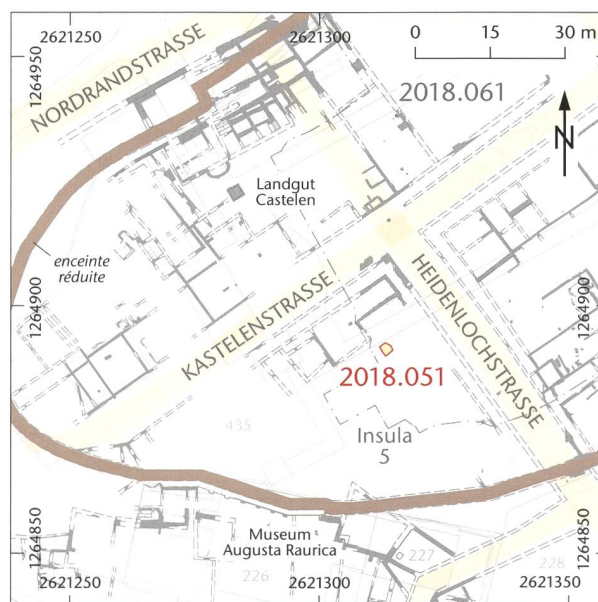 2621250
2621300
0 15 30 m
1264950
NORDRANDSTRASSE
2018.061
N
Landgut
Castelen
enceinte
réduite
1264900
KASTELENSTRASSE
HEIDENLOCHSTRASSE
1264900
2018.051
435
Insula
5
1264850
Museum
Augusta Raurica
226
227
228
1264850
2621250
2621300
2621350